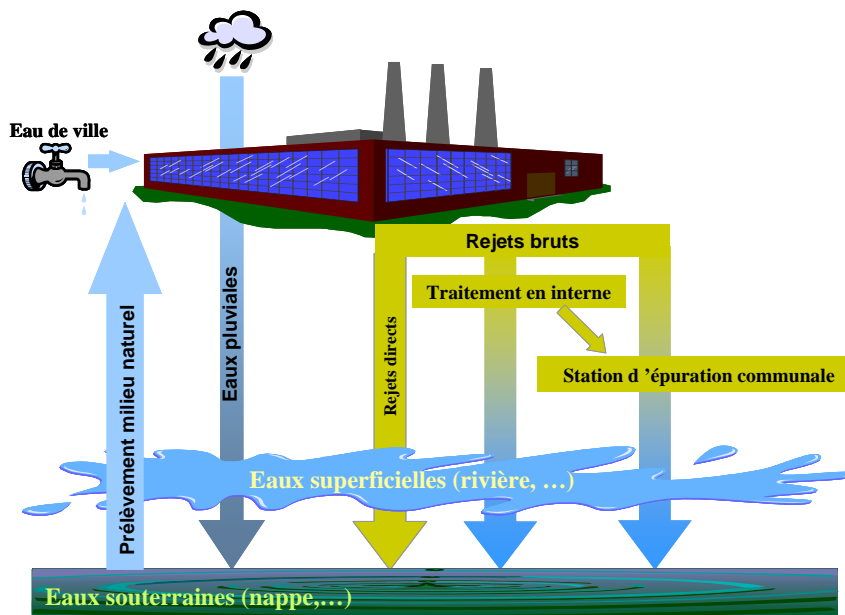 Eau de ville
Prélèvement milieu naturel
Eaux pluviales
Rejets bruts
Traitement en interne
Rejets directs
Station d ’épuration communale
Eaux superficielles (rivière, …)
Eaux souterraines (nappe,…)